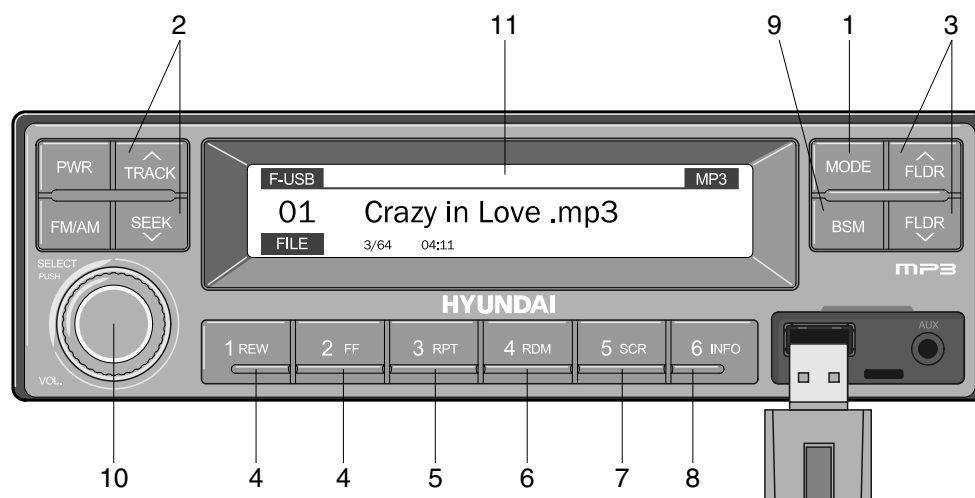 2 11 9 1 3
PWR TRACK MODE FLDR
F-USB MP3
01 Crazy in Love .mp3
FM/AM SEEK BSM FLDR
FILE 3/64 04:11
SELECT
PUSH
MP3
HYUNDAI
AUX
1 REW 2 FF 3 RPT 4 RDM 5 SCR 6 INFO
VOL.
10 4 4 5 6 7 8